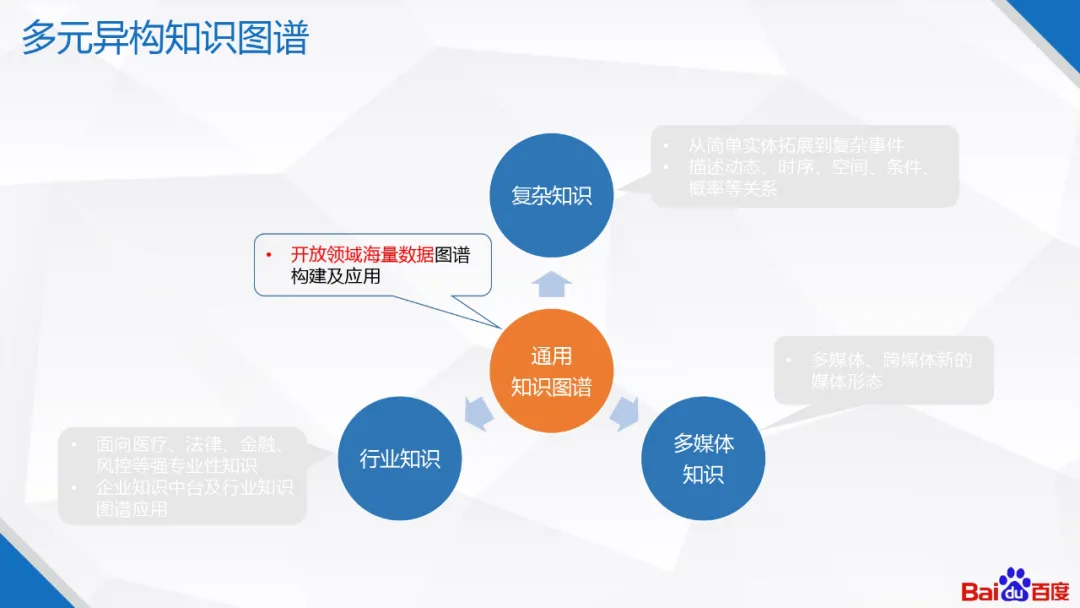 多元异构知识图谱
• 从简单实体拓展到复杂事件
• 描述动态、时序、空间、条件、
概率等关系
复杂知识
• 开放领域海量数据图谱
构建及应用
通用
知识图谱
• 多媒体、跨媒体新的
媒体形态
• 面向医疗、法律、金融、
风控等强专业性知识
• 企业知识中台及行业知识
图谱应用
行业知识
多媒体
知识
Bai du 百度